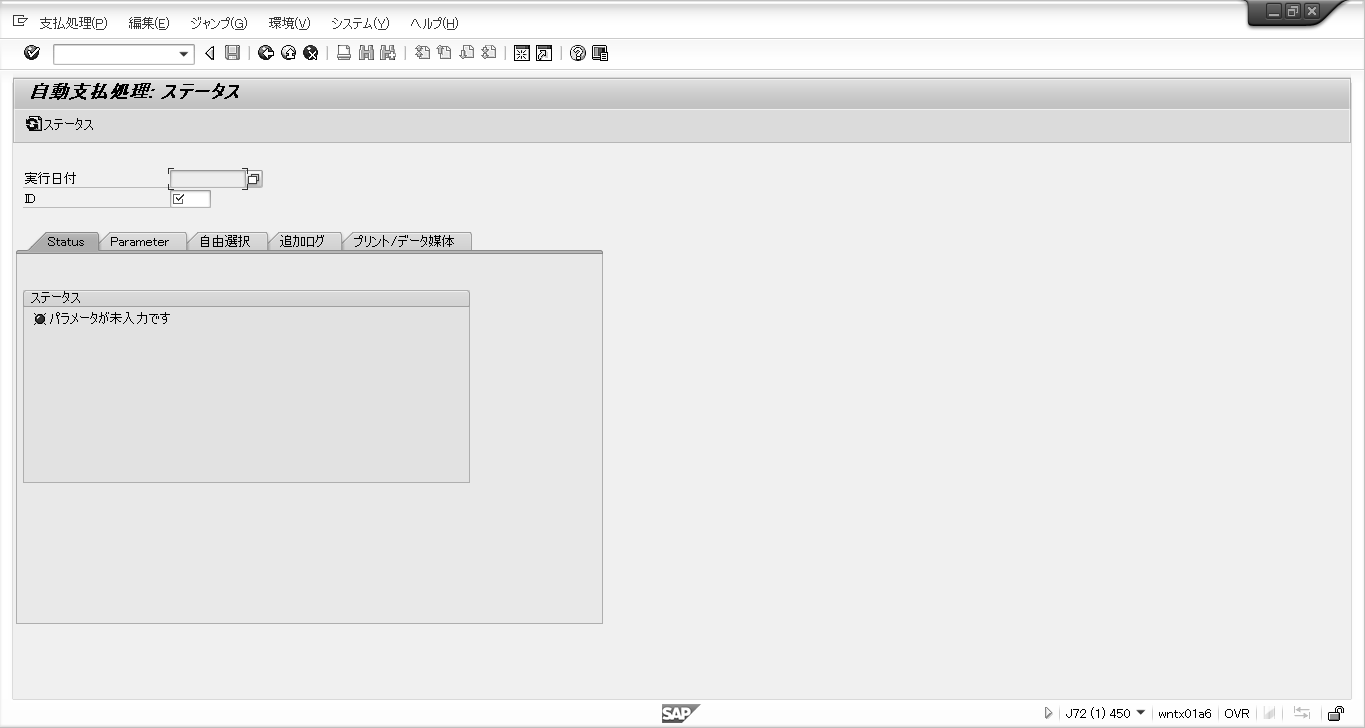 支払処理(P) 編集(E) ジャンプ(G) 環境(V) システム(Y) ヘルプ(H)
自動支払処理: ステータス
ステータス
実行日付
ID
Status Parameter 自由選択 追加ログ プリント/データ媒体
ステータス
パラメータが未入力です
SAP J72 (1) 450 wntx01a6 OVR